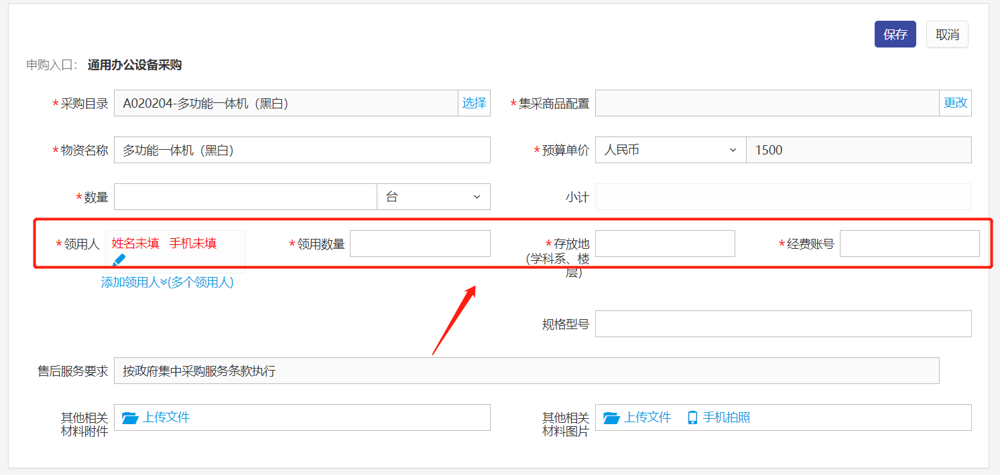 保存 取消
申购入口： 通用办公设备采购
*采购目录 A020204-多功能一体机（黑白） 选择 *集采商品配置 更改
*物资名称 多功能一体机（黑白） *预算单价 人民币 1500
*数量 台 小计
*领用人 姓名未填 手机未填 *领用数量 *存放地 *经费账号
(学科系、楼
层)
添加领用人(多个领用人)
规格型号
售后服务要求 按政府集中采购服务条款执行
其他相关 上传文件 其他相关 上传文件 手机拍照
材料附件 材料图片